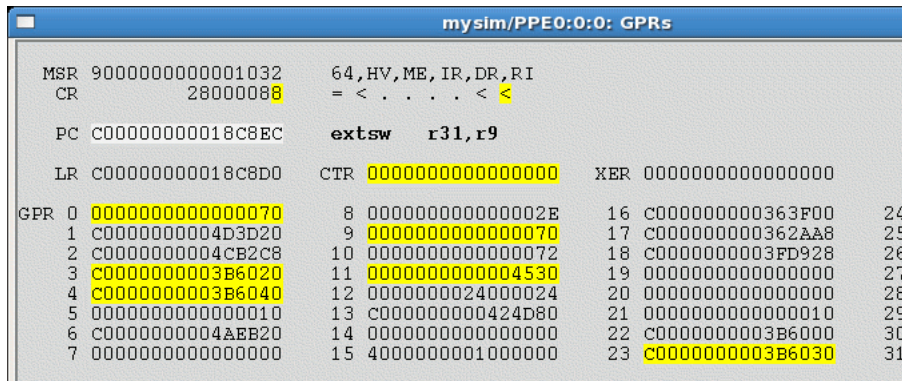 mysim/PPE0:0:0: GPRs
MSR 9000000000001032 64,HV,ME,IR,DR,RI
CR 28000088 = < . . . . < <
PC C00000000018C8EC extsw r31,r9
LR C00000000018C8D0 CTR 0000000000000000 XER 0000000000000000
GPR 0 0000000000000070 8 000000000000002E 16 C000000000363F00 24
1 C000000004D3D20 9 0000000000000070 17 C000000000362AA8 25
2 C000000004CB2C8 10 0000000000000072 18 C0000000003FD928 26
3 C0000000003B6020 11 0000000000004530 19 0000000000000000 27
4 C0000000003B6040 12 0000000024000024 20 0000000000000000 28
5 0000000000000010 13 C000000000424D80 21 0000000000000010 29
6 C0000000004AEB20 14 0000000000000000 22 C0000000003B6000 30
7 0000000000000000 15 4000000001000000 23 C0000000003B6030 31